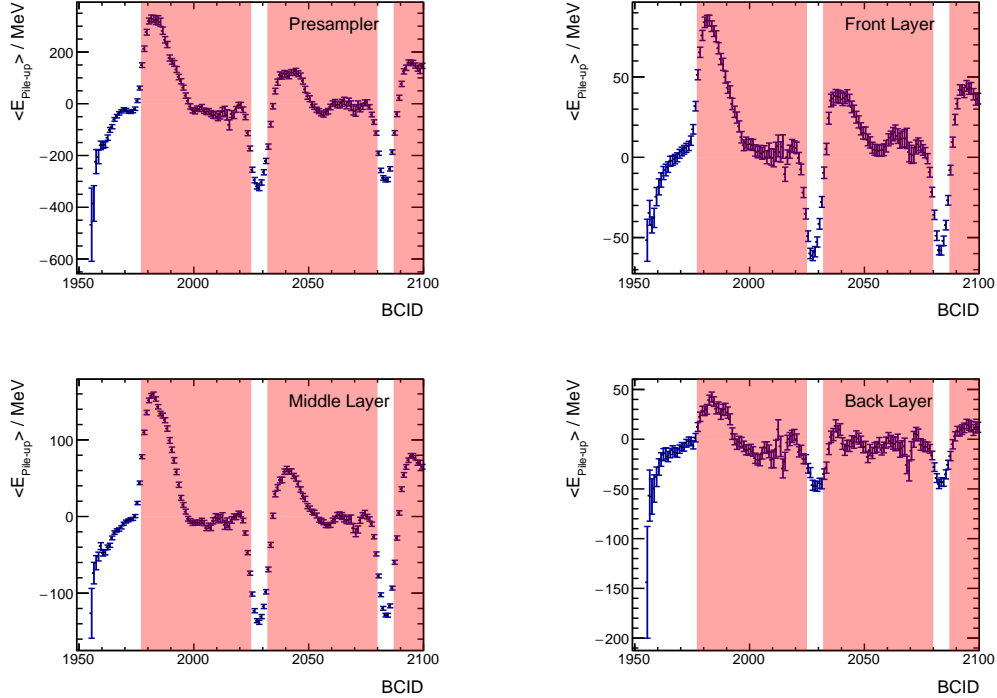 <E_Pile-up> / MeV
Presampler
200
0
−200
−400
−600
1950 2000 2050 2100
BCID
<E_Pile-up> / MeV
Front Layer
50
0
−50
1950 2000 2050 2100
BCID
<E_Pile-up> / MeV
Middle Layer
100
0
−100
1950 2000 2050 2100
BCID
<E_Pile-up> / MeV
Back Layer
50
0
−50
−100
−150
−200
1950 2000 2050 2100
BCID